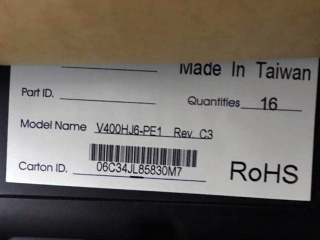 Made In Taiwan
Part ID.
Quantities 16
Model Name V400HJ6-PE1 Rev. C3
Carton ID. 06C34JL85830M7
RoHS